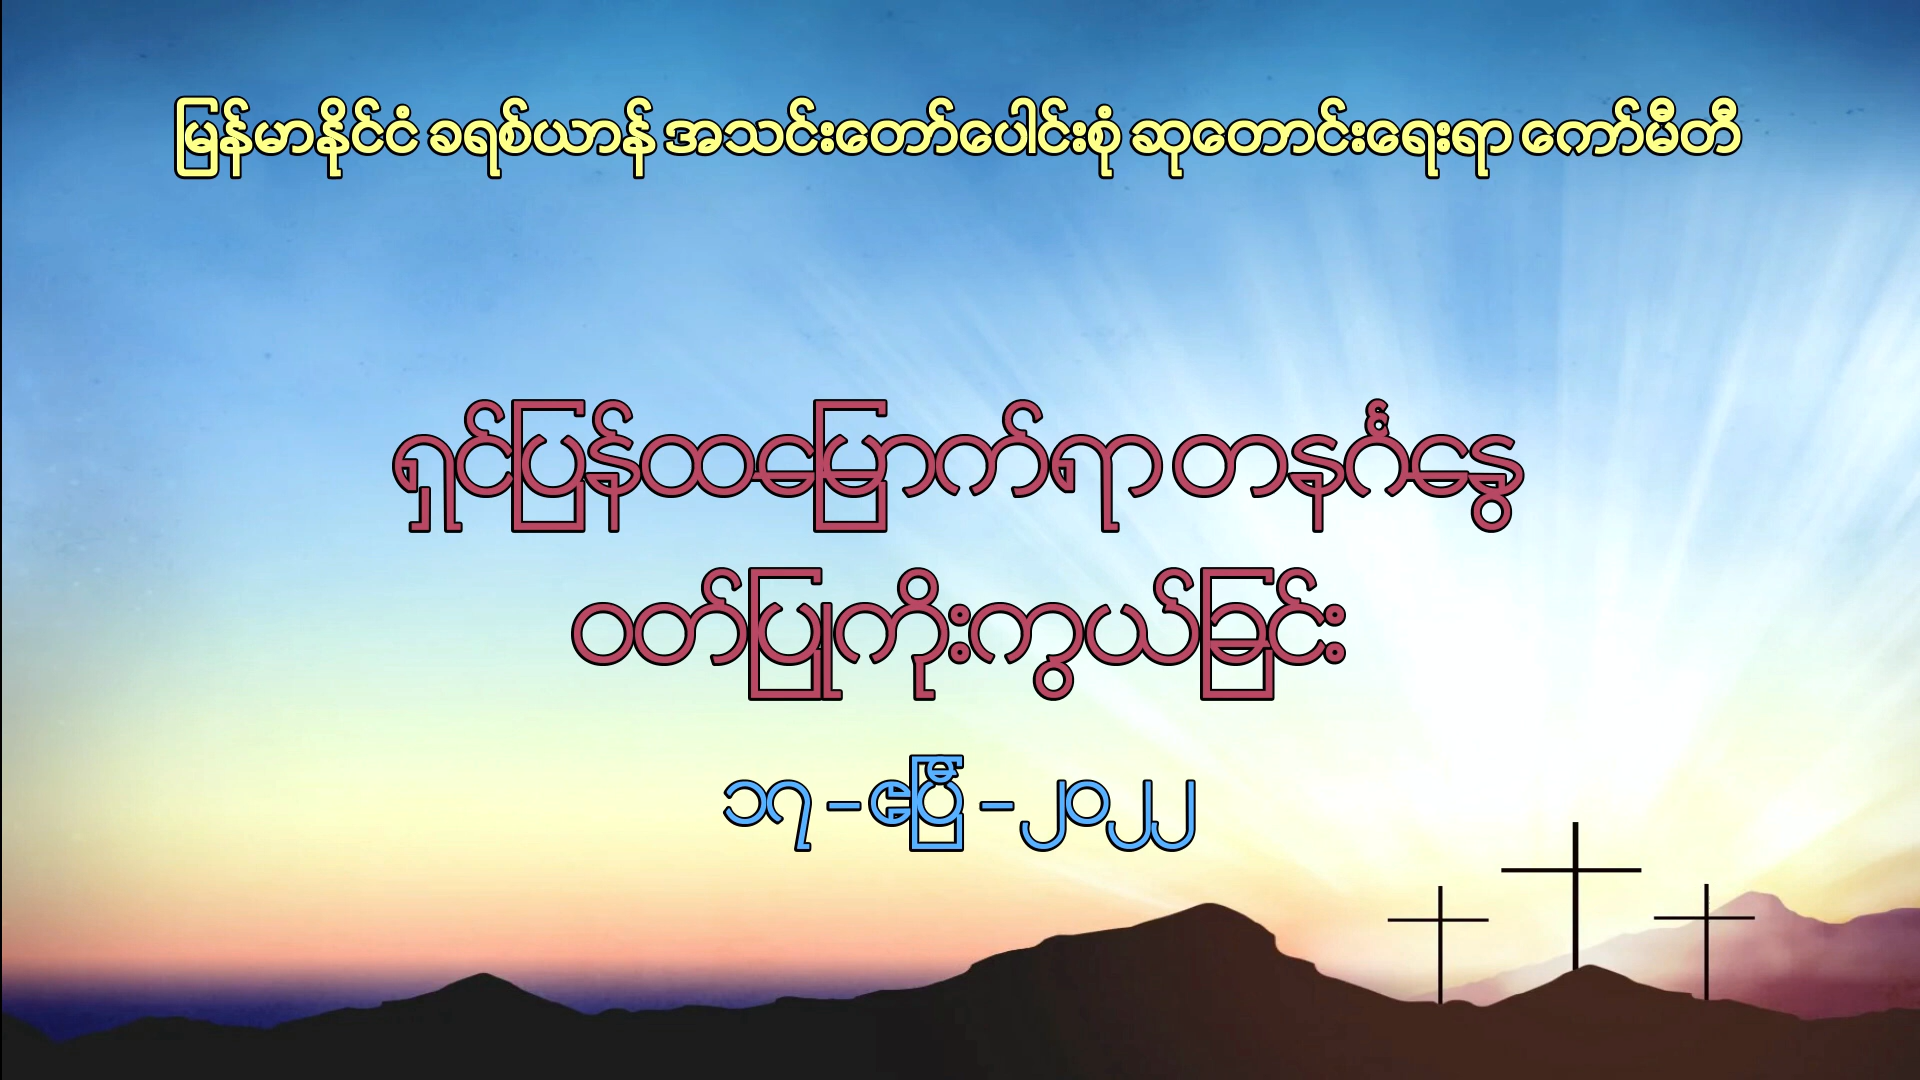 မြန်မာနိုင်ငံ ခရစ်ယာန် အသင်းတော်ပေါင်းစုံ ဆုတောင်းရေးရာ ကော်မီတီ
ရှင်ပြန်ထမြောက်ရာ တနင်္ဂနွေ
ဝတ်ပြုကိုးကွယ်ခြင်း
၁၇ - ဧပြီ - ၂၀၂၂